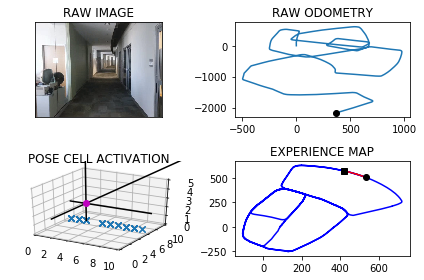 RAW IMAGE
RAW ODOMETRY
0
−1000
−2000
−500 0 500 1000
POSE CELL ACTIVATION
5
4
3
2
1
0
0 2 4 6 8 10
0 2 4 6 8 10
EXPERIENCE MAP
500
250
0
−250
0 200 400 600